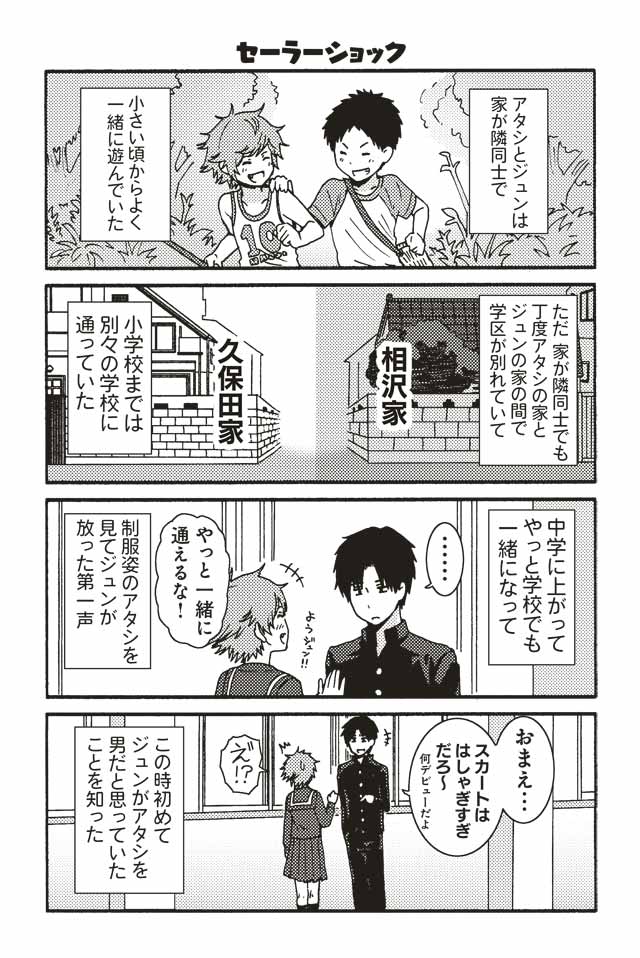 セーラーショック
アタシとジュンは
家が隣同士で
小さい頃からよく
一緒に遊んでいた
ただ 家が隣同士でも
丁度アタシの家と
ジュンの家の間で
学区が別れていて
相沢家
久保田家
小学校までは
別々の学校に
通っていた
中学に上がって
やっと学校でも
一緒になって
……
やっと一緒に
通えるな！
ようジュン!!
制服姿のアタシを
見てジュンが
放った第一声
おまえ…
スカートは
はしゃぎすぎ
だろ〜
何デビューだよ
え!?
この時初めて
ジュンがアタシを
男だと思っていた
ことを知った